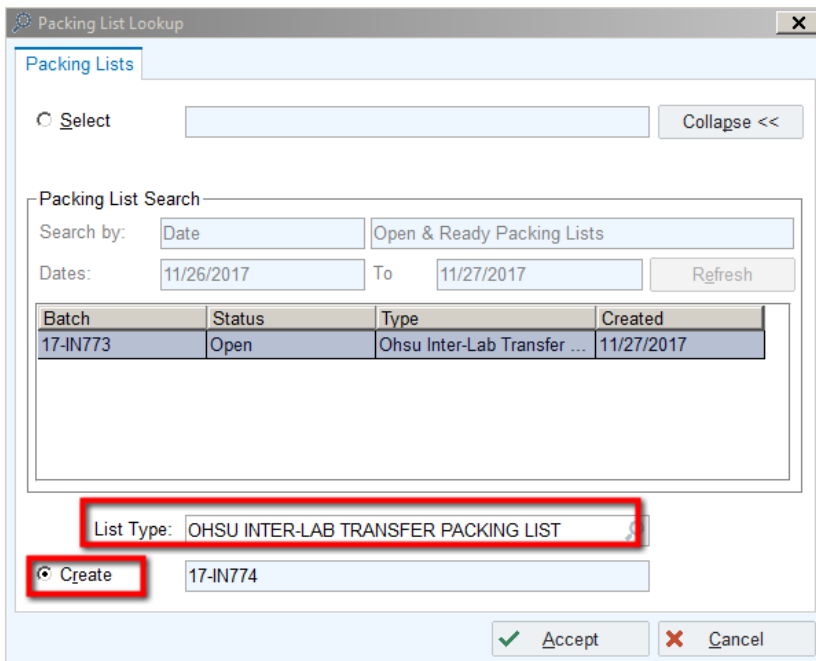 Packing List Lookup
Packing Lists
Select
Collapse <<
Packing List Search
Search by: Date Open & Ready Packing Lists
Dates: 11/26/2017 To 11/27/2017 Refresh
Batch Status Type Created
17-IN773 Open Ohsu Inter-Lab Transfer ... 11/27/2017
List Type: OHSU INTER-LAB TRANSFER PACKING LIST
Create 17-IN774
Accept Cancel